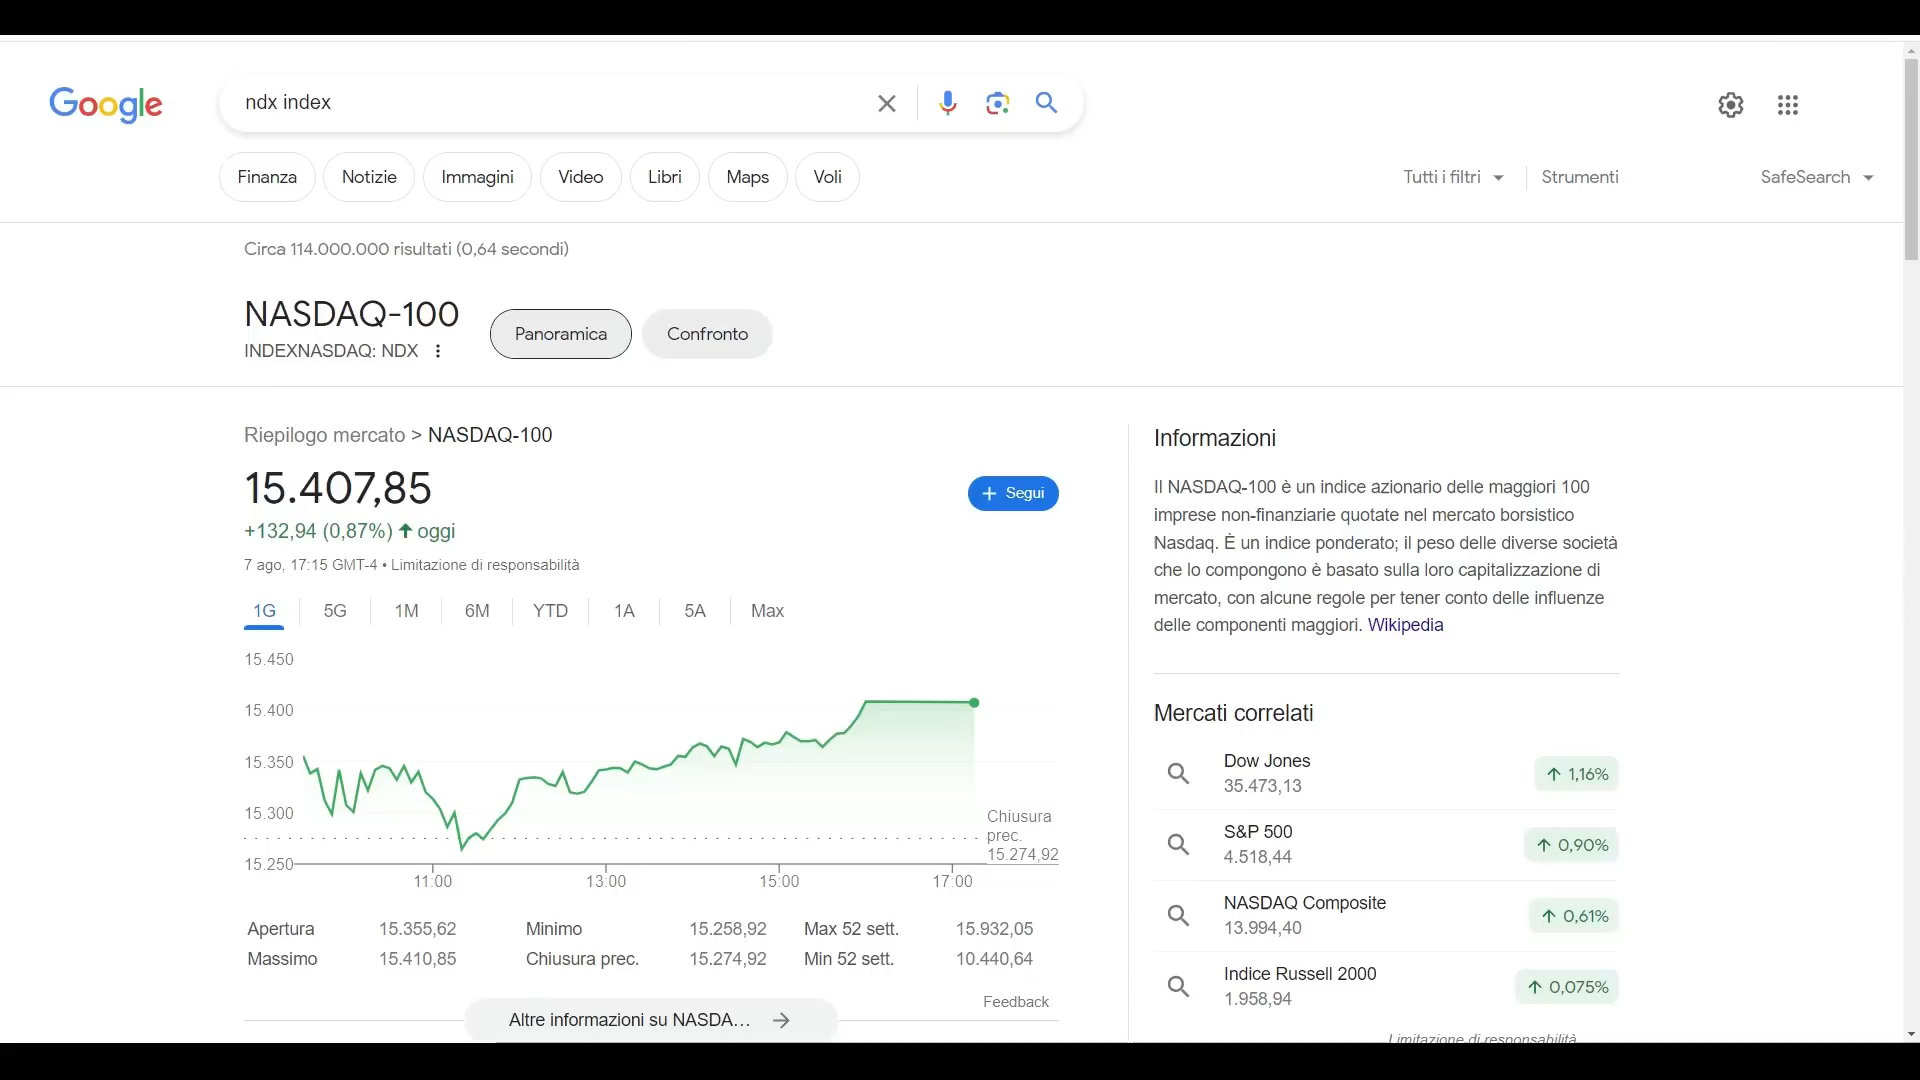 Google
ndx index
Finanza
Notizie
Immagini
Video
Libri
Maps
Voli
Tutti i filtri
Strumenti
SafeSearch
Circa 114.000.000 risultati (0,64 secondi)
NASDAQ-100
INDEXNASDAQ: NDX
Panoramica
Confronto
Riepilogo mercato > NASDAQ-100
15.407,85
+132,94 (0,87%) oggi
7 ago, 17:15 GMT-4 • Limitazione di responsabilità
+ Segui
1G
5G
1M
6M
YTD
1A
5A
Max
15.450
15.400
15.350
15.300
15.250
Chiusura
prec.
15.274,92
11:00
13:00
15:00
17:00
Apertura 15.355,62 Minimo 15.258,92 Max 52 sett. 15.932,05
Massimo 15.410,85 Chiusura prec. 15.274,92 Min 52 sett. 10.440,64
Feedback
Altre informazioni su NASDA...
Informazioni
Il NASDAQ-100 è un indice azionario delle maggiori 100
imprese non-finanziarie quotate nel mercato borsistico
Nasdaq. È un indice ponderato; il peso delle diverse società
che lo compongono è basato sulla loro capitalizzazione di
mercato, con alcune regole per tener conto delle influenze
delle componenti maggiori. Wikipedia
Mercati correlati
Dow Jones
35.473,13
1,16%
S&P 500
4.518,44
0,90%
NASDAQ Composite
13.994,40
0,61%
Indice Russell 2000
1.958,94
0,075%
Limitazione di responsabilità